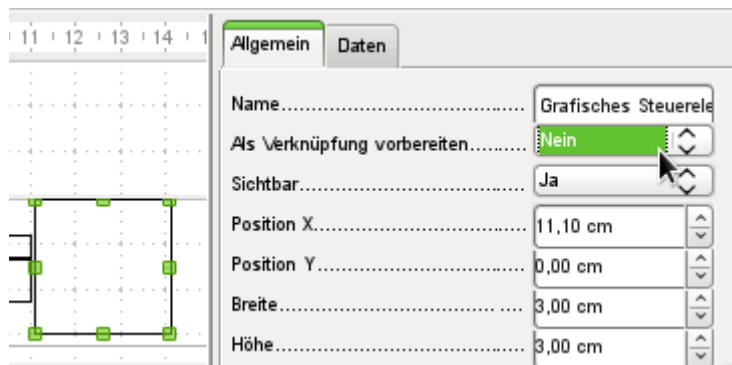 11 12 13 14 1
Allgemein Daten
Name........................................ Grafisches Steuerele
Als Verknüpfung vorbereiten.......... Nein
Sichtbar..................................... Ja
Position X................................... 11,10 cm
Position Y................................... 0,00 cm
Breite............................... .... 3,00 cm
Höhe........................................ 3,00 cm